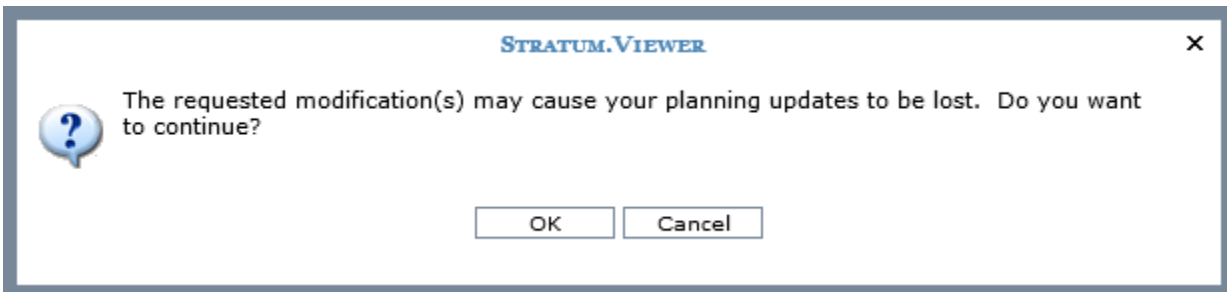 STRATUM.VIEWER
×
The requested modification(s) may cause your planning updates to be lost.  Do you want
to continue?
OK
Cancel